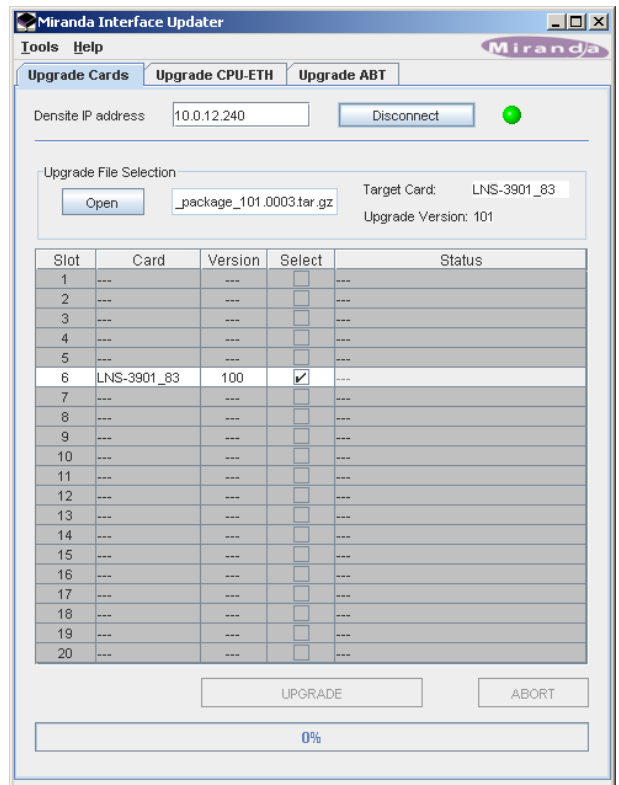 Miranda Interface Updater
Tools Help Miranda
Upgrade Cards Upgrade CPU-ETH Upgrade ABT
Densite IP address 10.0.12.240 Disconnect
Upgrade File Selection
Open _package_101.0003.tar.gz Target Card: LNS-3901_83
Upgrade Version: 101
Slot Card Version Select Status
1 --- --- ---
2 --- --- ---
3 --- --- ---
4 --- --- ---
5 --- --- ---
6 LNS-3901_83 100 ---
7 --- --- ---
8 --- --- ---
9 --- --- ---
10 --- --- ---
11 --- --- ---
12 --- --- ---
13 --- --- ---
14 --- --- ---
15 --- --- ---
16 --- --- ---
17 --- --- ---
18 --- --- ---
19 --- --- ---
20 --- --- ---
UPGRADE ABORT
0%